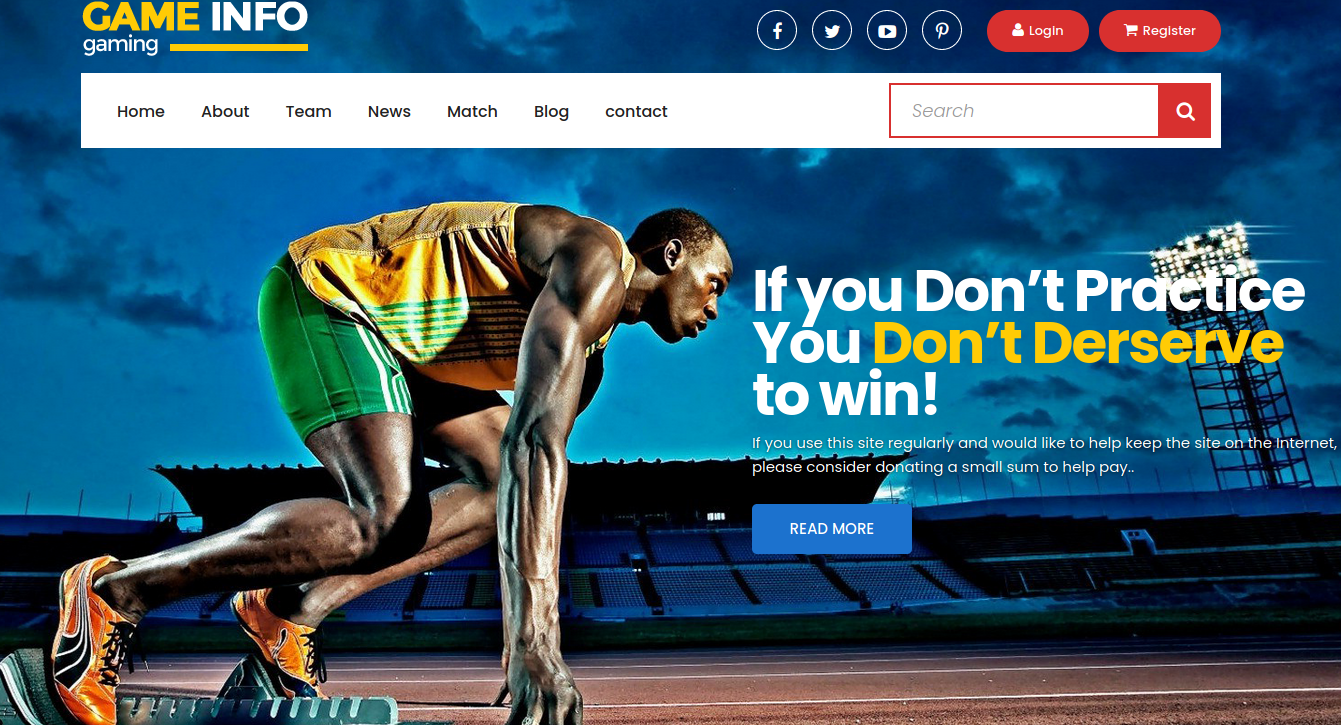 GAME INFO
gaming
Login
Register
Home About Team News Match Blog contact
Search
If you Don't Practice
You Don't Derserve
to win!
If you use this site regularly and would like to help keep the site on the Internet,
please consider donating a small sum to help pay..
READ MORE